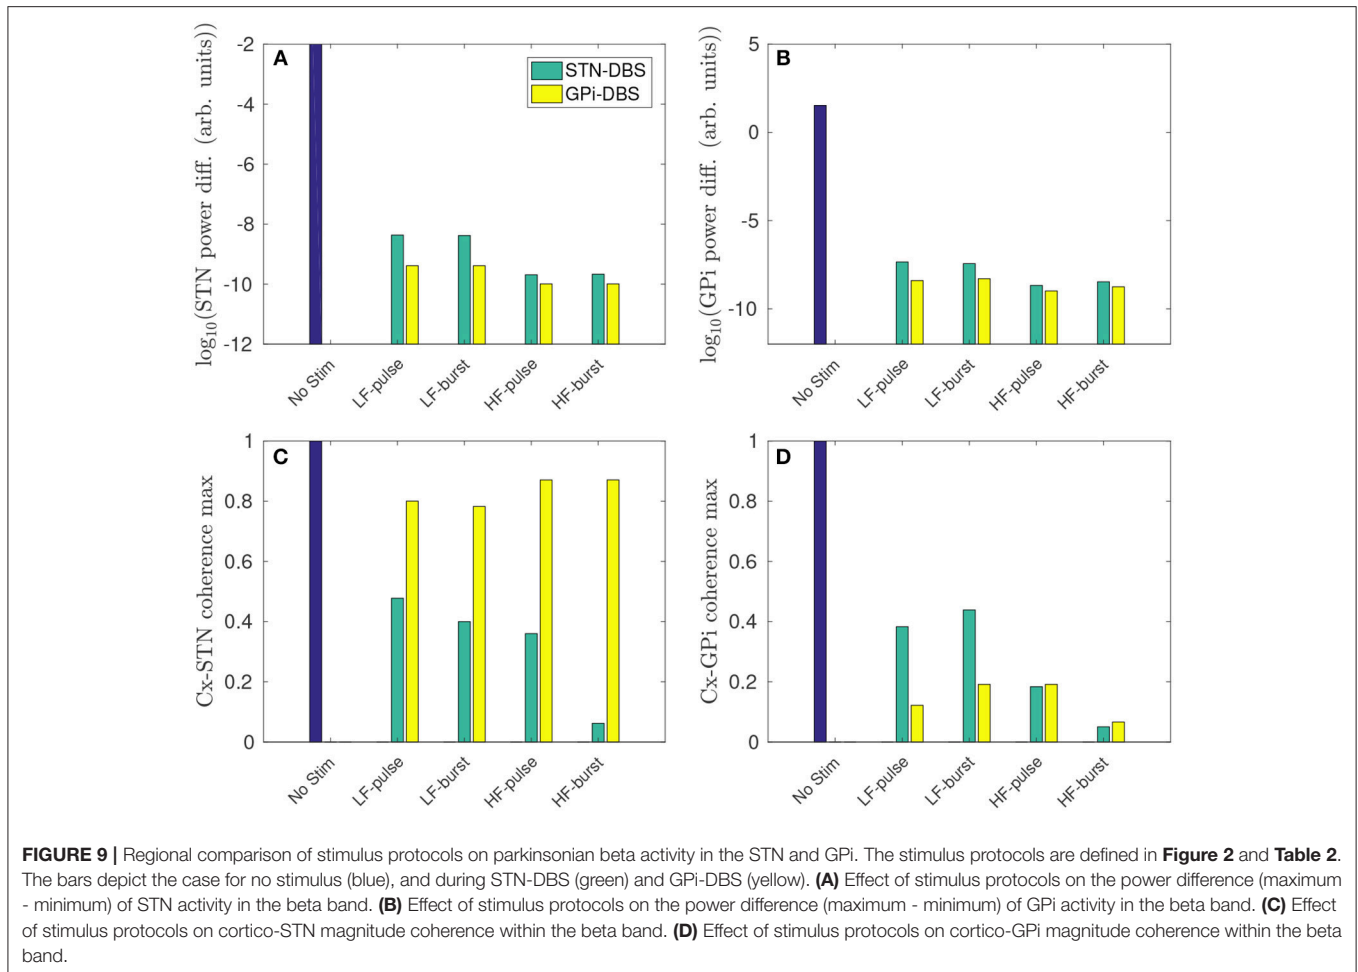 A
STN-DBS
GPi-DBS
log10(STN power diff. (arb. units))
-2
-4
-6
-8
-10
-12
No Stim
LF-pulse
LF-burst
HF-pulse
HF-burst
B
log10(GPi power diff. (arb. units))
5
0
-5
-10
No Stim
LF-pulse
LF-burst
HF-pulse
HF-burst
C
Cx-STN coherence max
1
0.8
0.6
0.4
0.2
0
No Stim
LF-pulse
LF-burst
HF-pulse
HF-burst
D
Cx-GPi coherence max
1
0.8
0.6
0.4
0.2
0
No Stim
LF-pulse
LF-burst
HF-pulse
HF-burst
FIGURE 9 | Regional comparison of stimulus protocols on parkinsonian beta activity in the STN and GPi. The stimulus protocols are defined in Figure 2 and Table 2.
The bars depict the case for no stimulus (blue), and during STN-DBS (green) and GPi-DBS (yellow). (A) Effect of stimulus protocols on the power difference (maximum
- minimum) of STN activity in the beta band. (B) Effect of stimulus protocols on the power difference (maximum - minimum) of GPi activity in the beta band. (C) Effect
of stimulus protocols on cortico-STN magnitude coherence within the beta band. (D) Effect of stimulus protocols on cortico-GPi magnitude coherence within the beta
band.